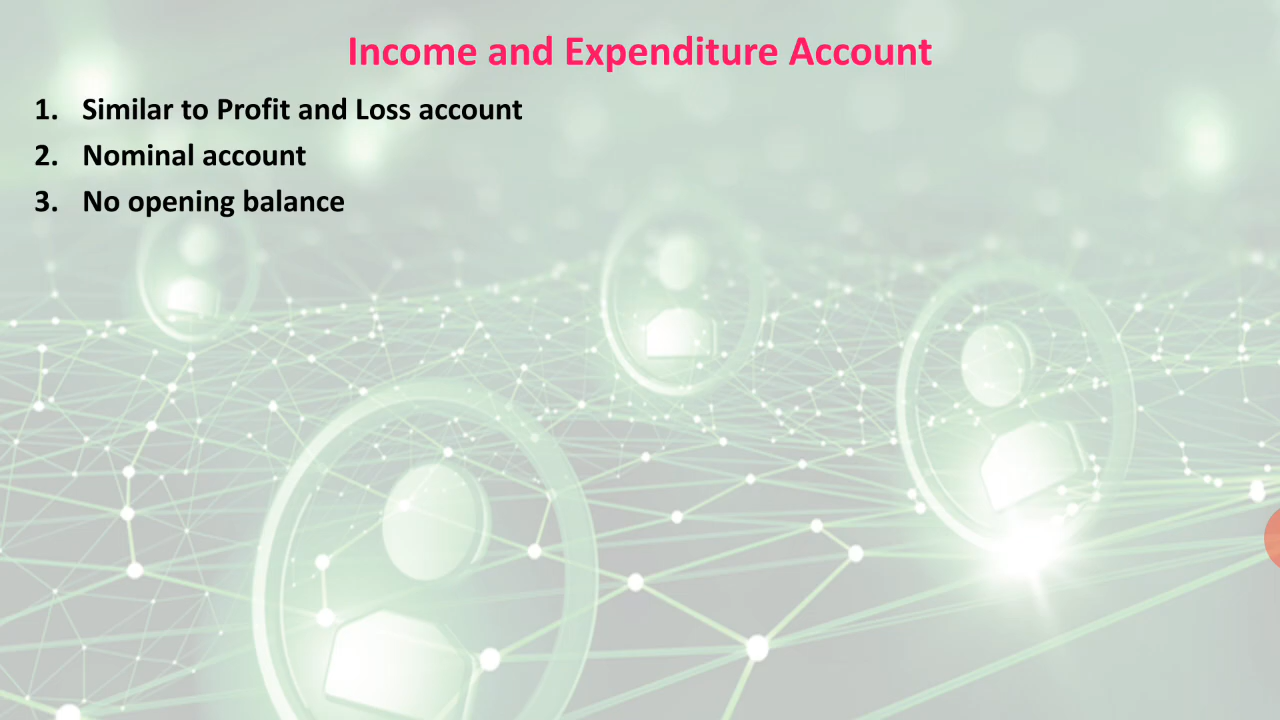 Income and Expenditure Account
1. Similar to Profit and Loss account
2. Nominal account
3. No opening balance